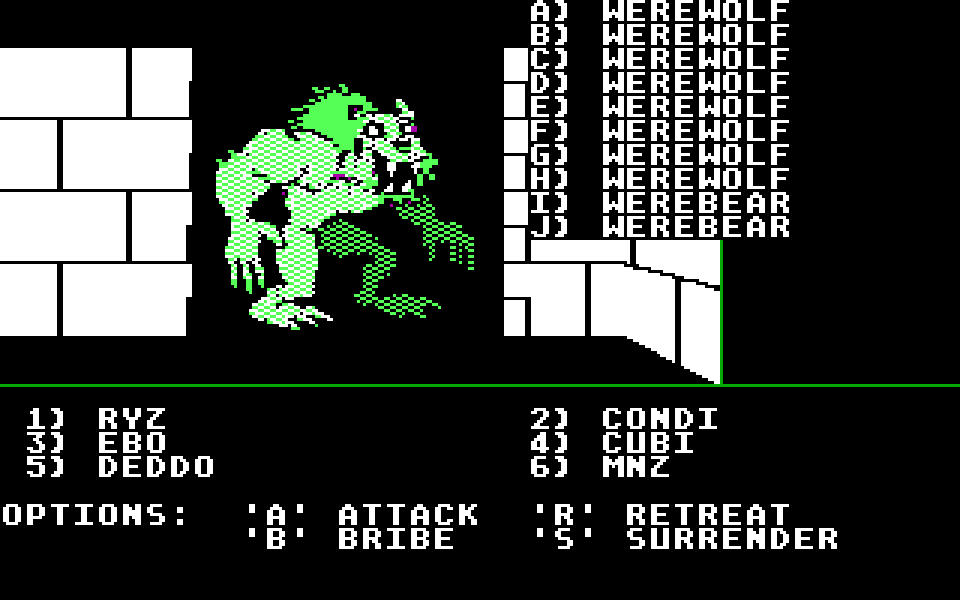 A) WEREWOLF
B) WEREWOLF
C) WEREWOLF
D) WEREWOLF
E) WEREWOLF
F) WEREWOLF
G) WEREWOLF
H) WEREWOLF
I) WEREBEAR
J) WEREBEAR
1) RYZ 2) CONDI
3) EBO 4) CUBI
5) DEDDO 6) MNZ
OPTIONS: 'A' ATTACK 'R' RETREAT
'B' BRIBE 'S' SURRENDER